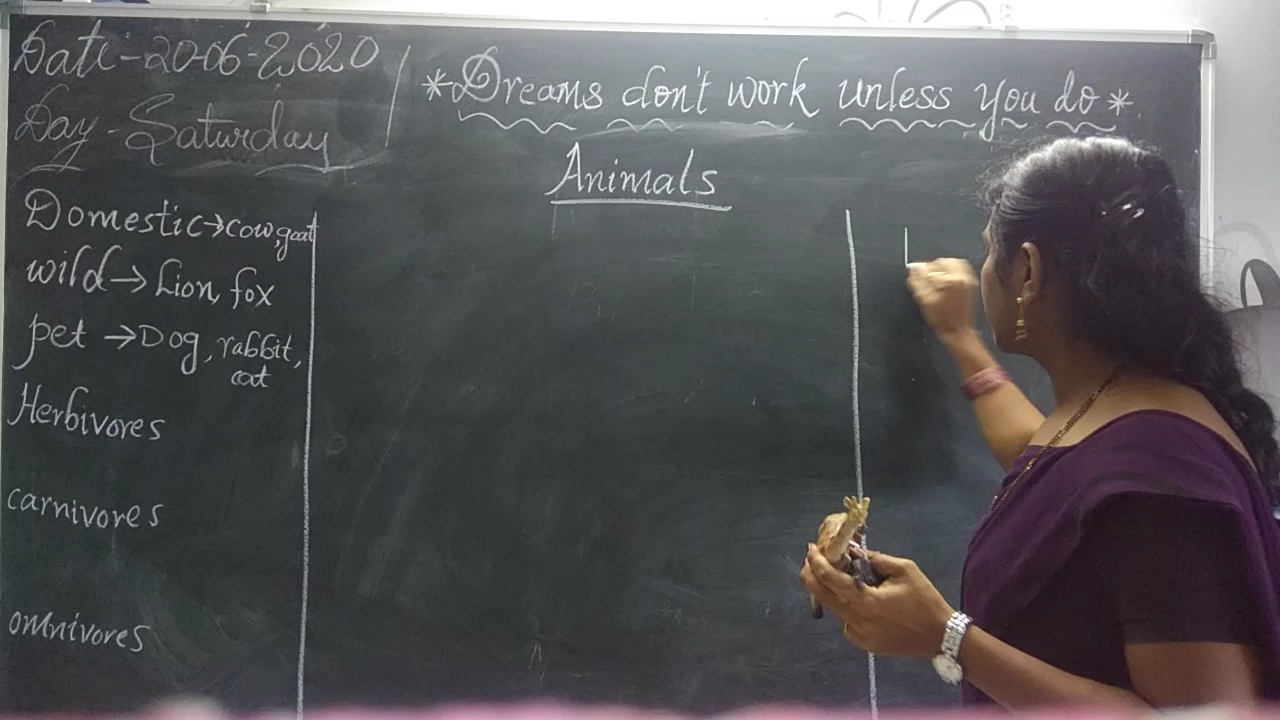 Date-20-06-2020
Day-Saturday
*Dreams don't work unless you do*
Animals
Domestic→cow,goat
wild→Lion, fox
pet →Dog, rabbit,
cat
Herbivores
carnivores
omnivores